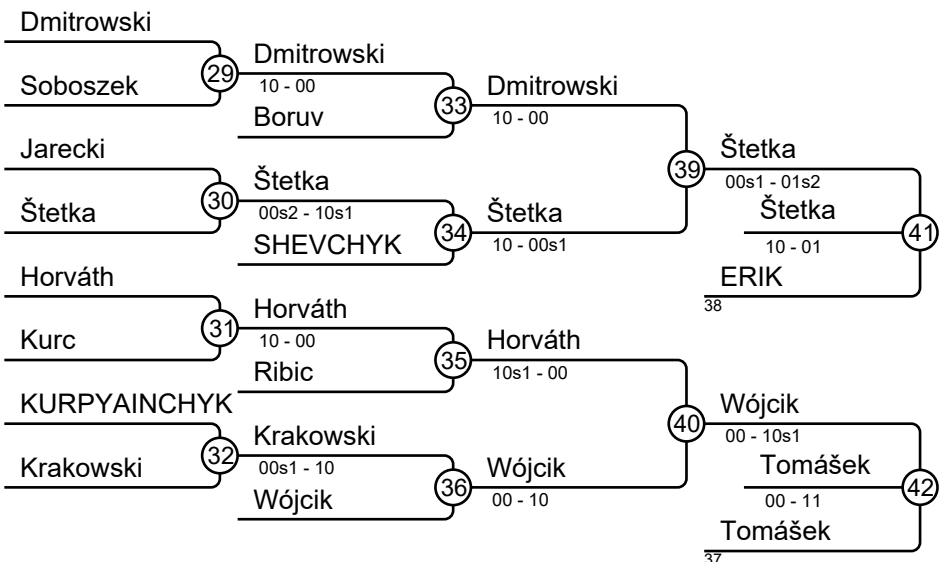 Dmitrowski
29
Soboszek
Dmitrowski
10 - 00
33
Boruv
Dmitrowski
10 - 00
Jarecki
30
Štetka
Štetka
00s2 - 10s1
34
SHEVCHYK
Štetka
10 - 00s1
39
Štetka
00s1 - 01s2
Štetka
10 - 01
41
ERIK
38
Horváth
31
Kurc
Horváth
10 - 00
35
Ribic
Horváth
10s1 - 00
KURPYAINCHYK
32
Krakowski
Krakowski
00s1 - 10
36
Wójcik
Wójcik
00 - 10
40
Wójcik
00 - 10s1
Tomášek
00 - 11
42
Tomášek
37